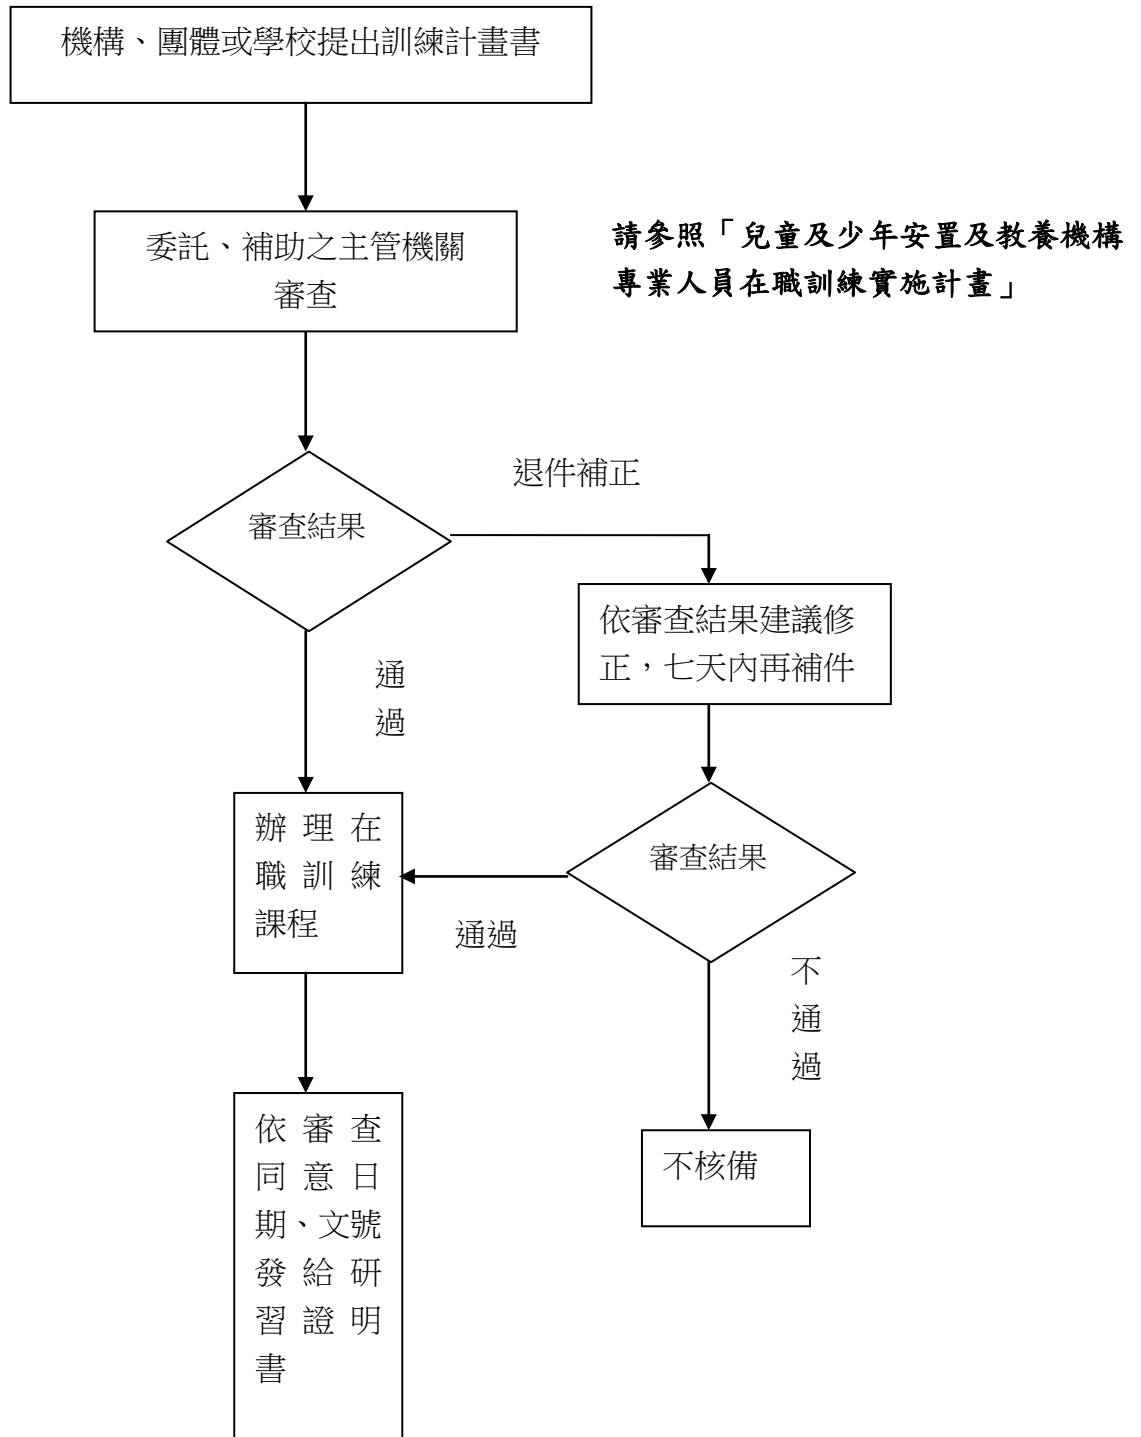 機構、團體或學校提出訓練計畫書
委託、補助之主管機關
審查
請參照「兒童及少年安置及教養機構
專業人員在職訓練實施計畫」
退件補正
審查結果
依審查結果建議修
正，七天內再補件
通
過
辦理在
職訓練
課程
審查結果
通過
不
通
過
依審查
同意日
期、文號
發給研
習證明
書
不核備